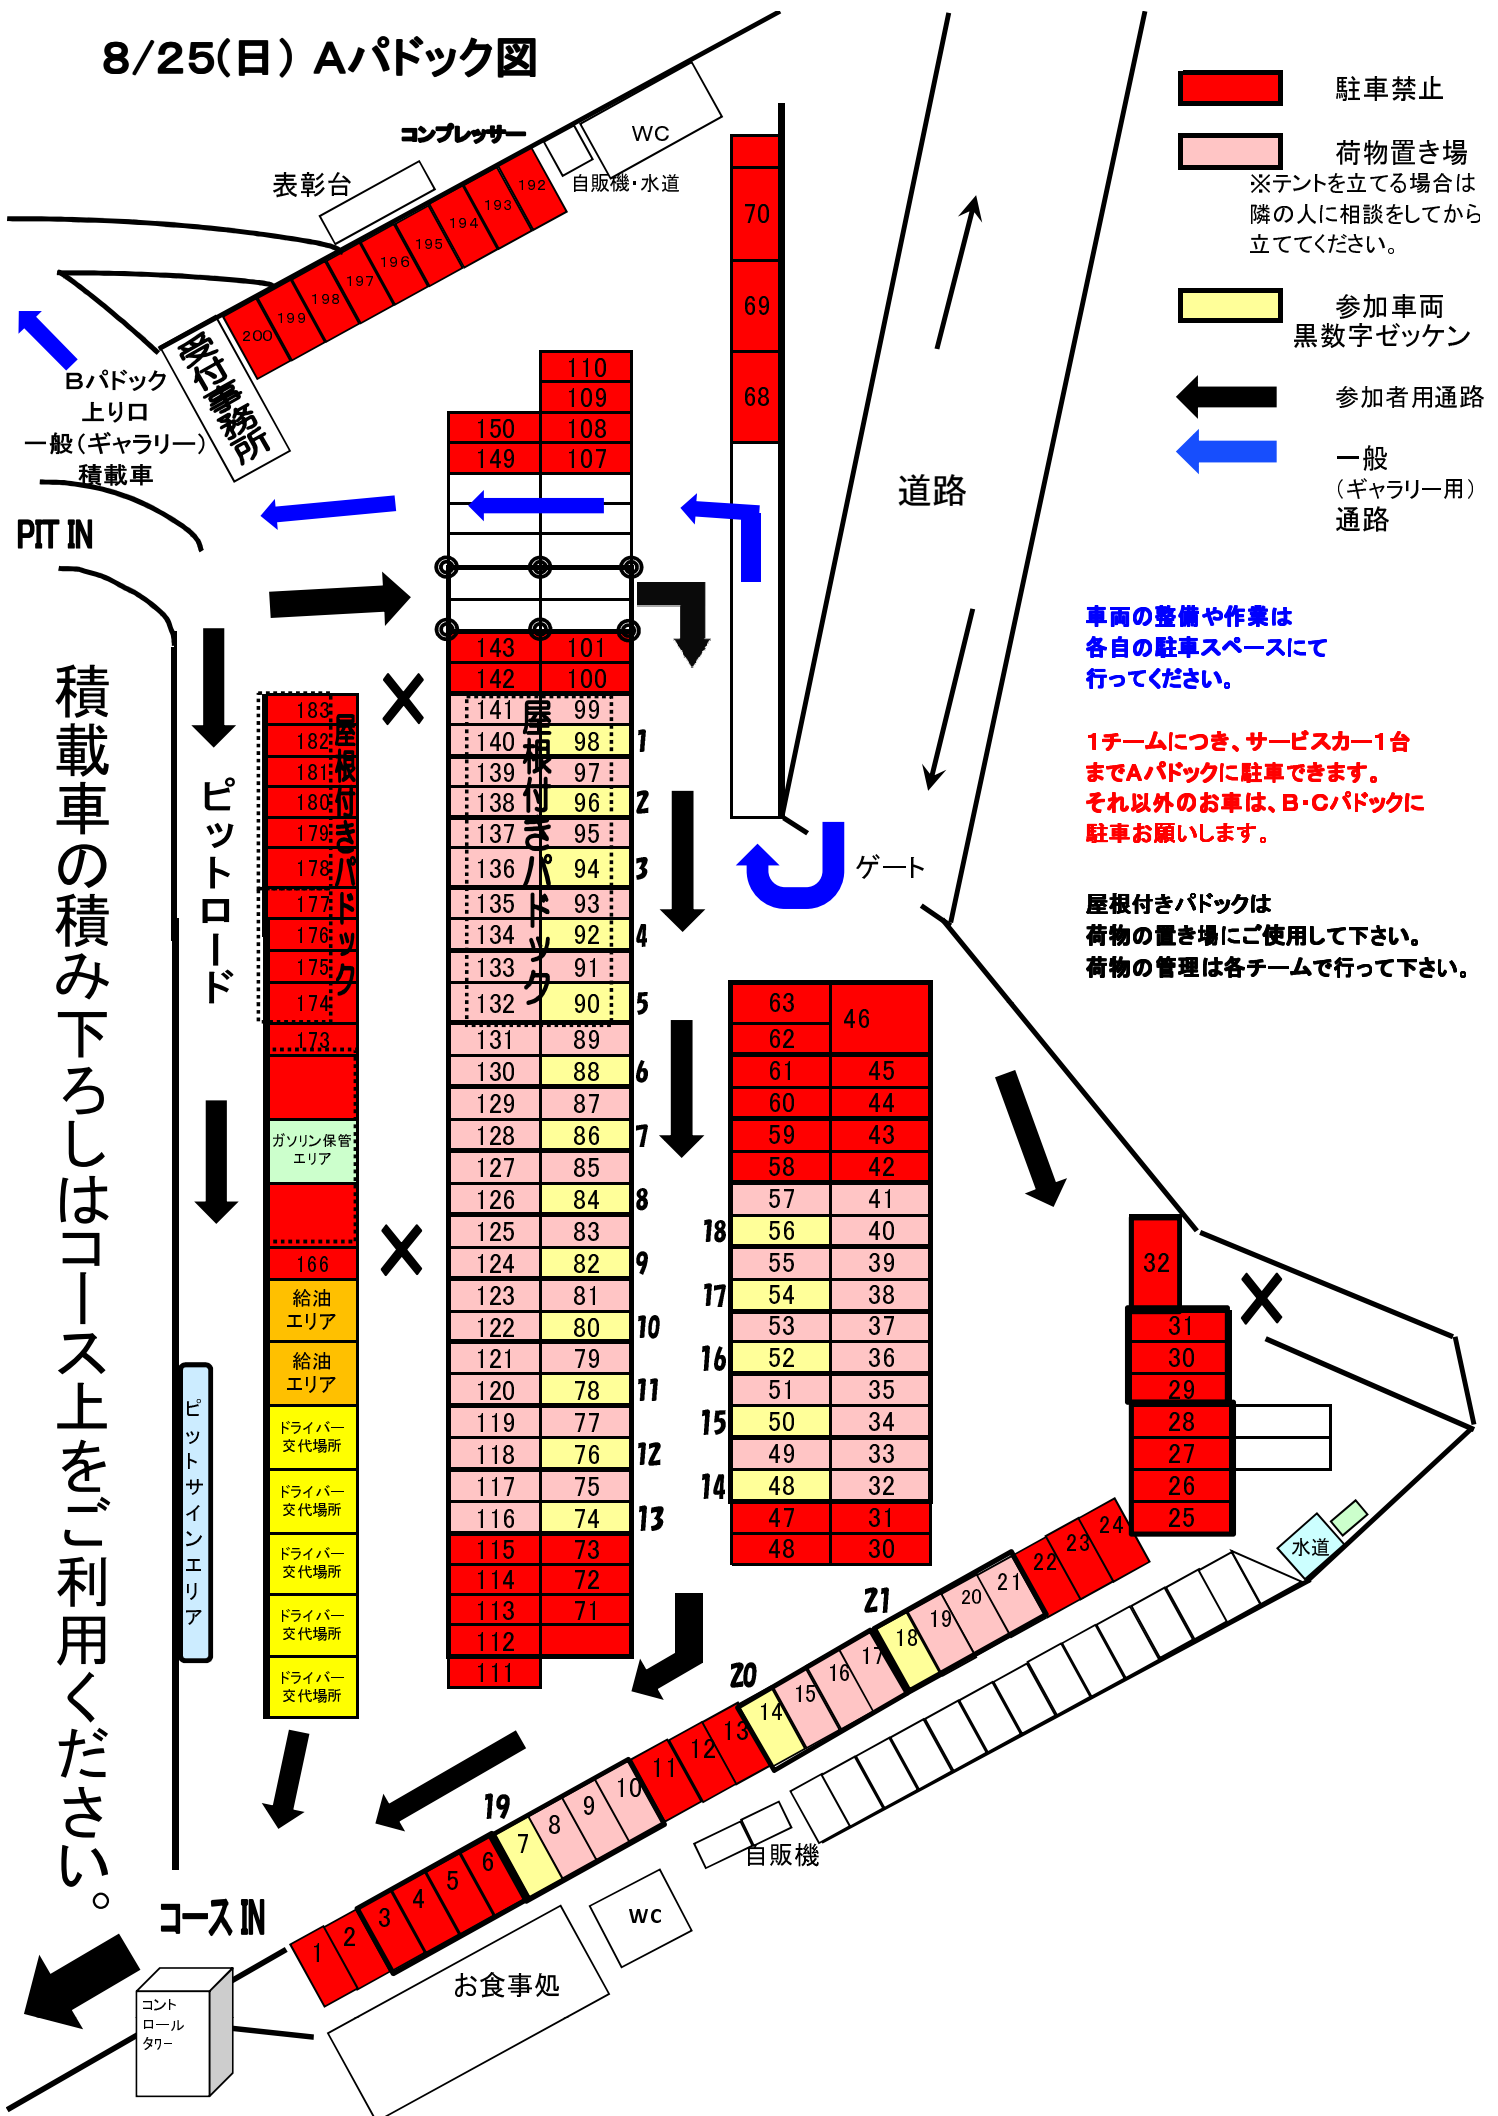 8/25(日) Aパドック図
駐車禁止
荷物置き場
※テントを立てる場合は
隣の人に相談をしてから
立ててください。
参加車両
黒数字ゼッケン
参加者用通路
一般
(ギャラリー用)
通路
コンプレッサー
WC
表彰台
自販機・水道
192
193
194
195
196
197
198
199
200
受付事務所
Bパドック
上り口
一般(ギャラリー)
積載車
PIT IN
70
69
68
道路
110
109
150 108
149 107
143 101
142 100
141 99
140 98 1
139 97
138 96 2
137 95
136 94 3
135 93
134 92 4
133 91
132 90 5
131 89
130 88 6
129 87
128 86 7
127 85
126 84 8
125 83
124 82 9
123 81
122 80 10
121 79
120 78 11
119 77
118 76 12
117 75
116 74 13
115 73
114 72
113 71
112
111
屋根付きパドック
183
182
181
180
179
178
177
176
175
174
173
屋根付きパドック
ガソリン保管
エリア
166
給油
エリア
給油
エリア
ドライバー
交代場所
ドライバー
交代場所
ドライバー
交代場所
ドライバー
交代場所
ドライバー
交代場所
ピットロード
ピットサインエリア
積載車の積み下ろしはコース上をご利用ください。
車両の整備や作業は
各自の駐車スペースにて
行ってください。
1チームにつき、サービスカー1台
までAパドックに駐車できます。
それ以外のお車は、B・Cパドックに
駐車お願いします。
屋根付きパドックは
荷物の置き場にご使用して下さい。
荷物の管理は各チームで行って下さい。
ゲート
63 46
62
61 45
60 44
59 43
58 42
57 41
18 56 40
55 39
17 54 38
53 37
16 52 36
51 35
15 50 34
49 33
14 48 32
47 31
48 30
32
31
30
29
28
27
26
25
水道
24
23
22
21
20
19
18
21
17
16
15
14
20
13
12
11
10
9
8
7
19
6
5
4
3
2
1
自販機
WC
お食事処
コースIN
コント
ロール
タワー